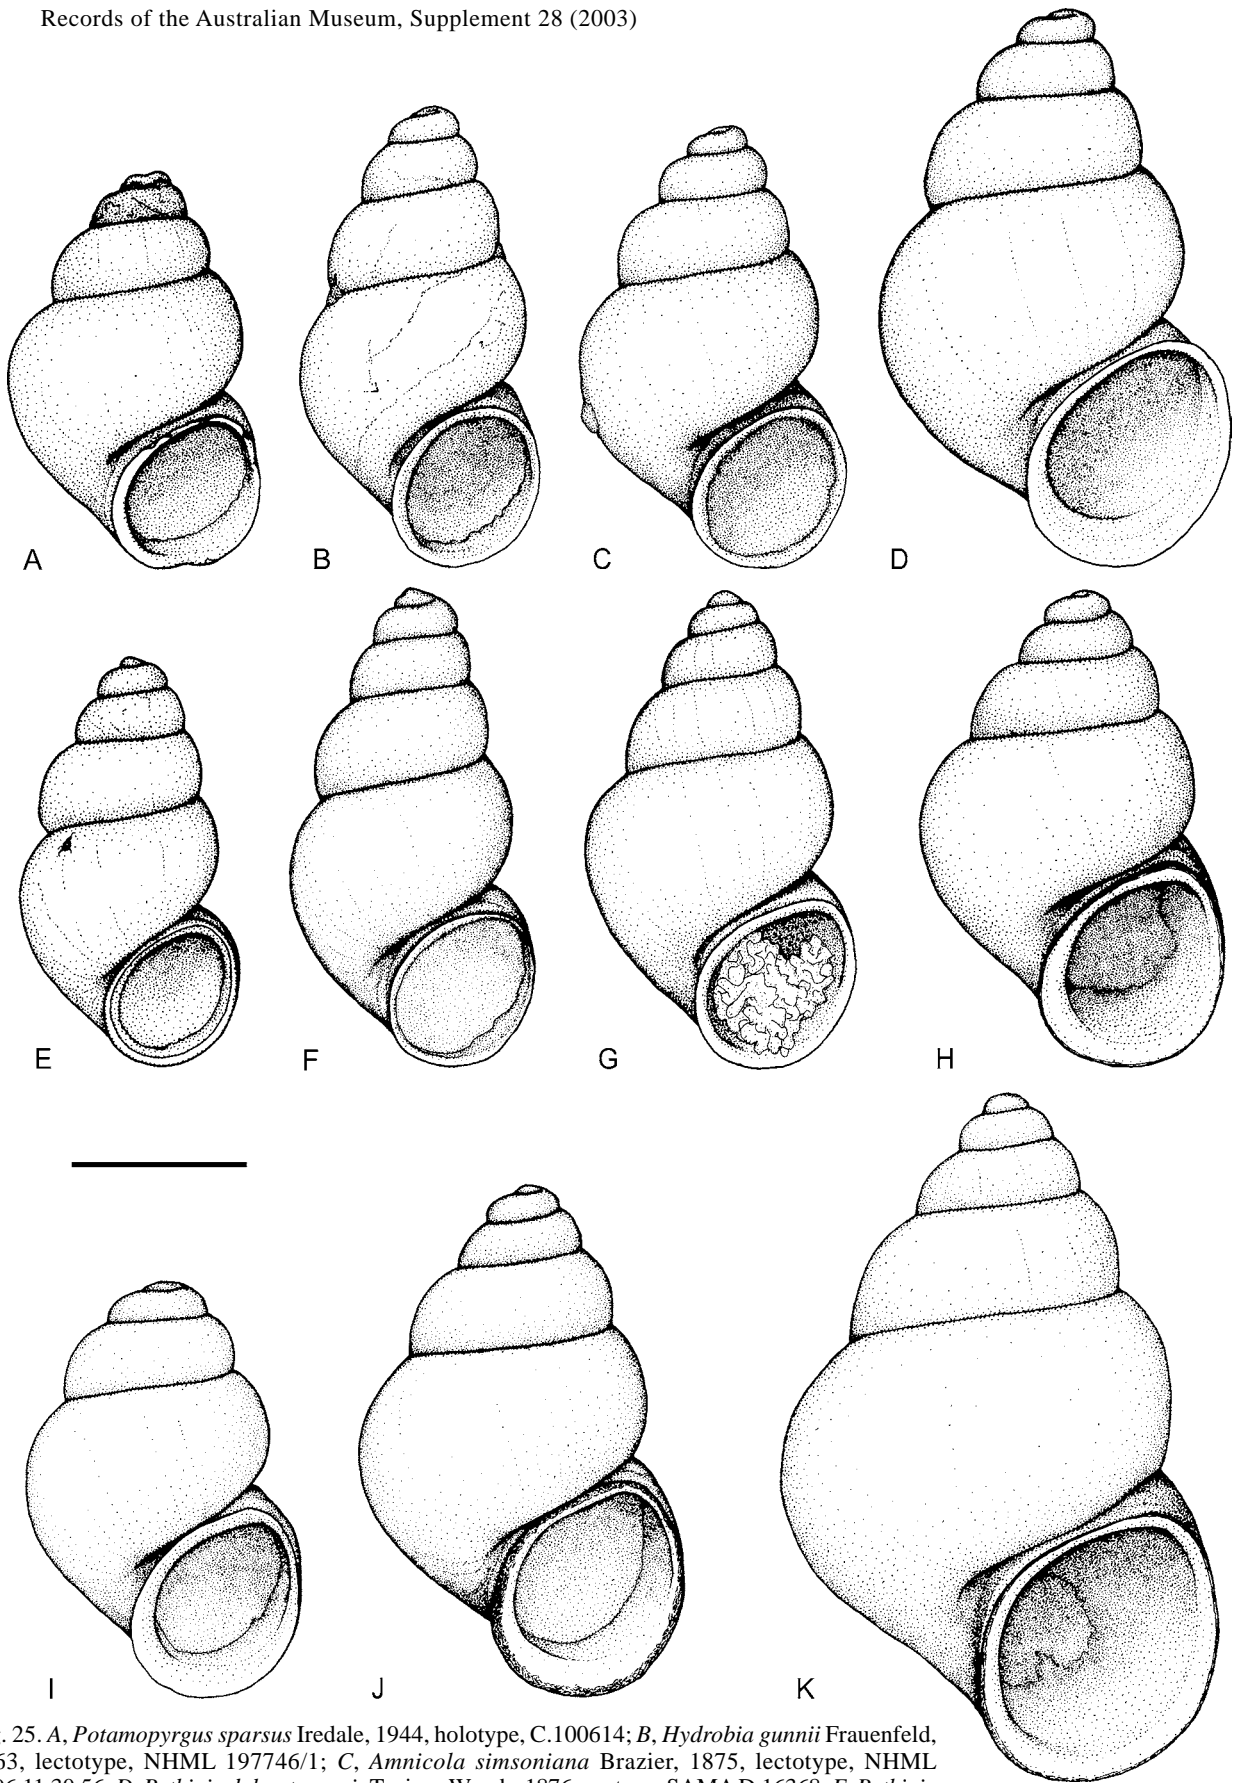 Records of the Australian Museum, Supplement 28 (2003)
A B C D
E F G H
I J K
25. A, Potamopyrgus sparsus Iredale, 1944, holotype, C.100614; B, Hydrobia gunnii Frauenfeld,
63, lectotype, NHML 197746/1; C, Amnicola simsoniana Brazier, 1875, lectotype, NHML